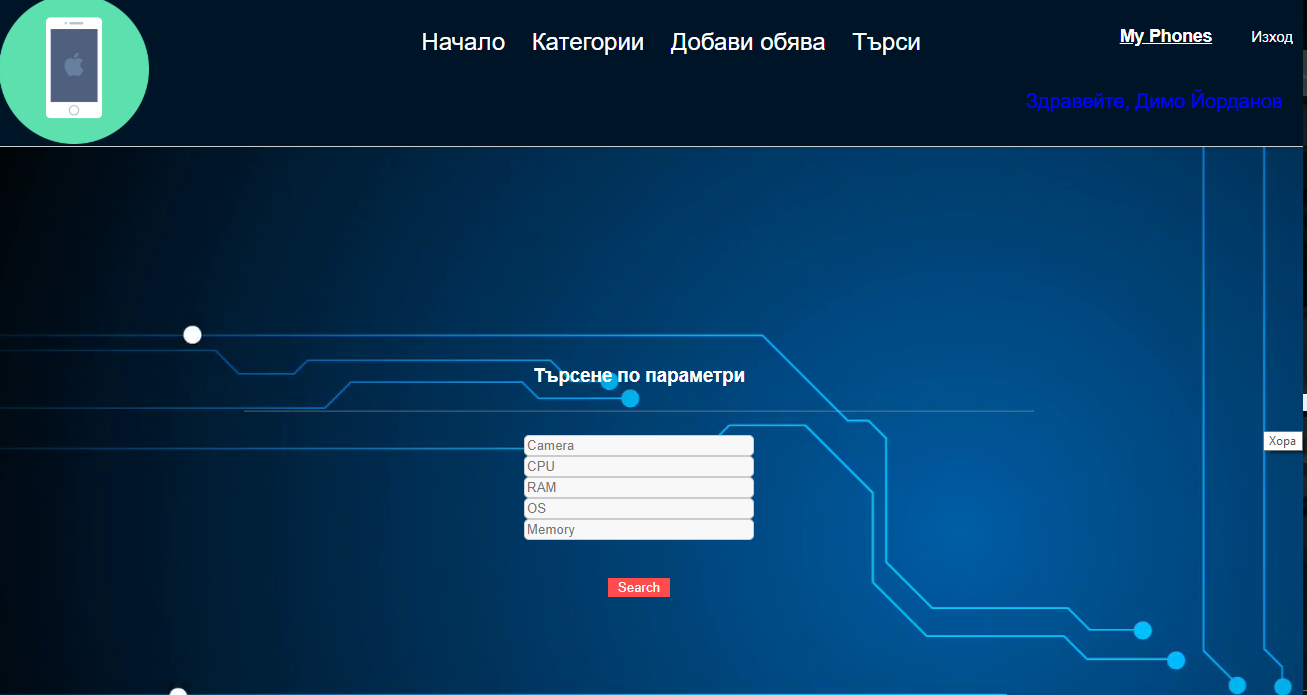 Начало Категории Добави обява Търси
My Phones Изход
Здравейте, Димо Йорданов
Търсене по параметри
Camera
Хора
CPU
RAM
OS
Memory
Search